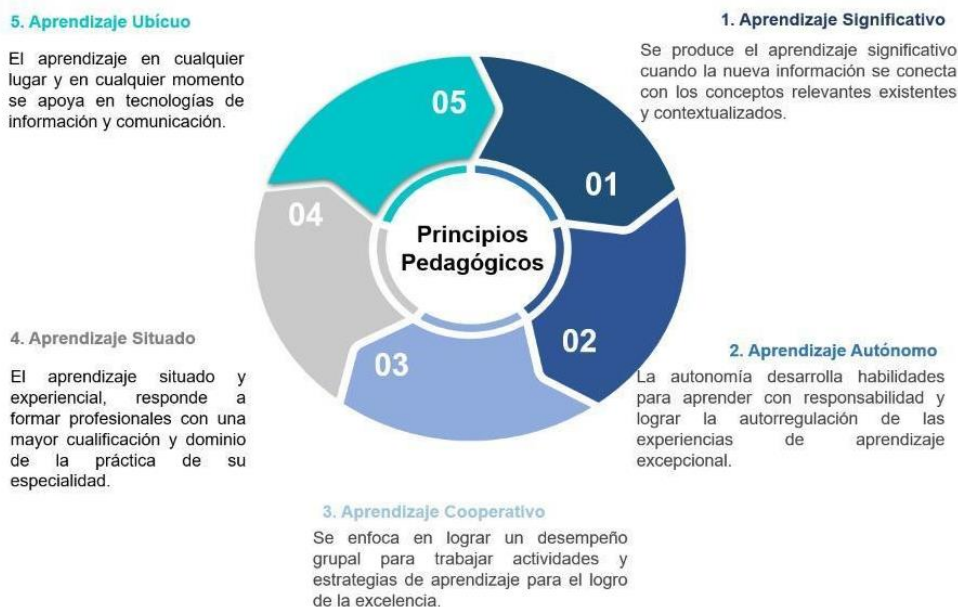 5. Aprendizaje Ubícuo
El aprendizaje en cualquier
lugar y en cualquier momento
se apoya en tecnologías de
información y comunicación.
1. Aprendizaje Significativo
Se produce el aprendizaje significativo
cuando la nueva información se conecta
con los conceptos relevantes existentes
y contextualizados.
05
01
04
Principios
Pedagógicos
03
02
4. Aprendizaje Situado
El aprendizaje situado y
experiencial, responde a
formar profesionales con una
mayor cualificación y dominio
de la práctica de su
especialidad.
2. Aprendizaje Autónomo
La autonomía desarrolla habilidades
para aprender con responsabilidad y
lograr la autorregulación de las
experiencias de aprendizaje
excepcional.
3. Aprendizaje Cooperativo
Se enfoca en lograr un desempeño
grupal para trabajar actividades y
estrategias de aprendizaje para el logro
de la excelencia.